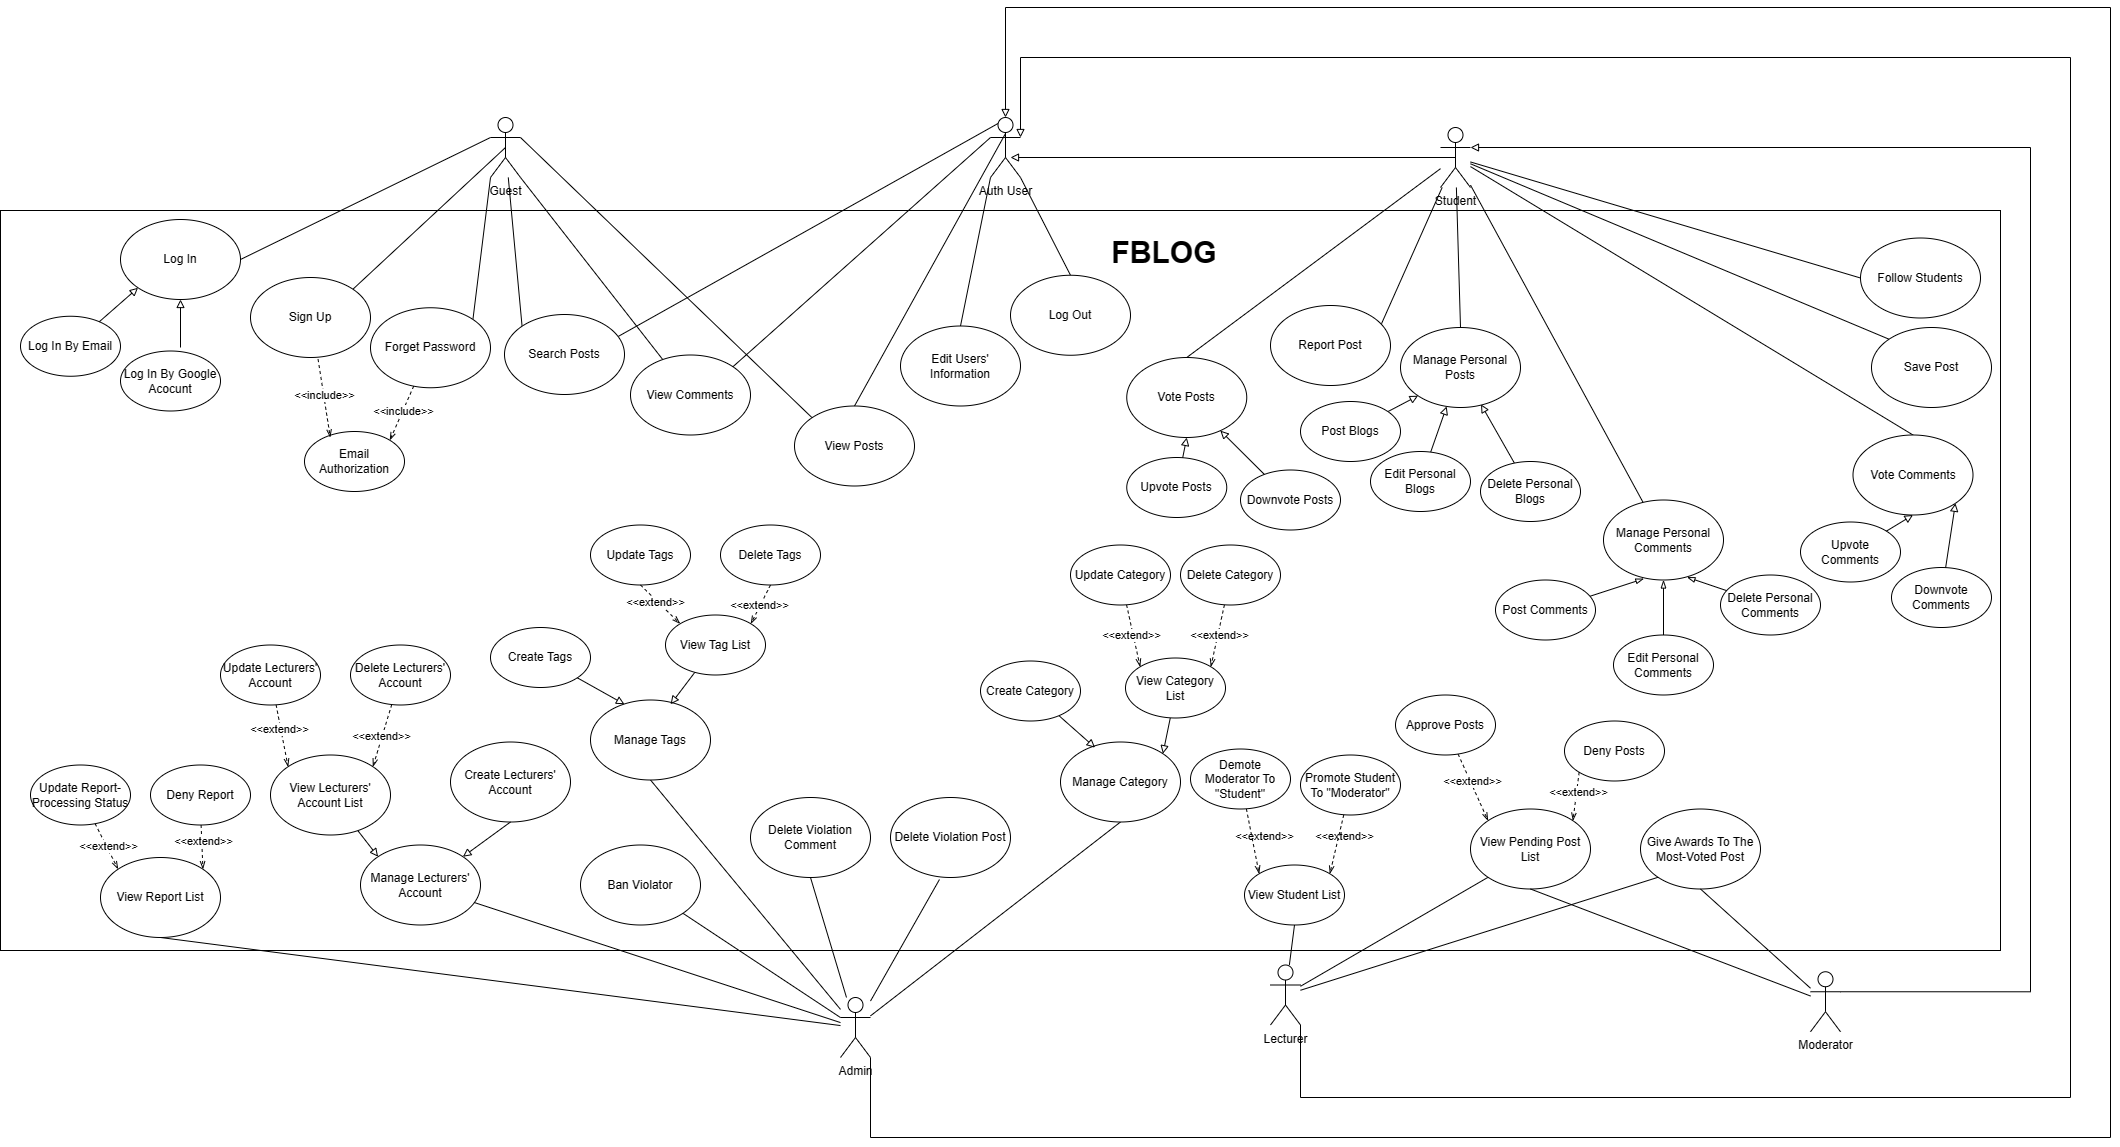 Guest
Auth User
Student
FBLOG
Log In
Log In By Email
Log In By Google
Acocunt
Sign Up
Forget Password
<<include>>
<<include>>
Email
Authorization
Search Posts
View Comments
View Posts
Edit Users'
Information
Log Out
Vote Posts
Upvote Posts
Downvote Posts
Report Post
Manage Personal
Posts
Post Blogs
Edit Personal
Blogs
Delete Personal
Blogs
Follow Students
Save Post
Vote Comments
Upvote
Comments
Downvote
Comments
Manage Personal
Comments
Post Comments
Edit Personal
Comments
Delete Personal
Comments
Update Tags
Delete Tags
<<extend>>
<<extend>>
View Tag List
Create Tags
Manage Tags
Update Category
Delete Category
<<extend>>
<<extend>>
View Category
List
Create Category
Manage Category
Update Lecturers'
Account
Delete Lecturers'
Account
<<extend>>
<<extend>>
View Lecturers'
Account List
Create Lecturers'
Account
Manage Lecturers'
Account
Update Report-
Processing Status
Deny Report
<<extend>>
<<extend>>
View Report List
Ban Violator
Delete Violation
Comment
Delete Violation Post
Demote
Moderator To
"Student"
Promote Student
To "Moderator"
<<extend>>
<<extend>>
View Student List
Approve Posts
Deny Posts
<<extend>>
<<extend>>
View Pending Post
List
Give Awards To The
Most-Voted Post
Admin
Lecturer
Moderator